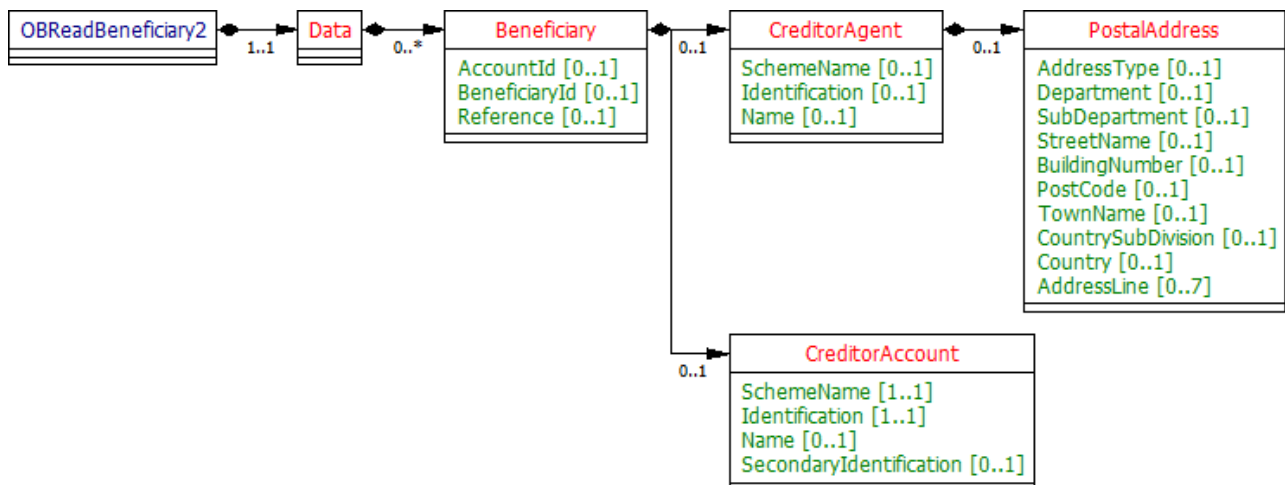 OBReadBeneficiary2
1..1
Data
0..*
Beneficiary
AccountId [0..1]
BeneficiaryId [0..1]
Reference [0..1]
0..1
CreditorAgent
SchemeName [0..1]
Identification [0..1]
Name [0..1]
0..1
PostalAddress
AddressType [0..1]
Department [0..1]
SubDepartment [0..1]
StreetName [0..1]
BuildingNumber [0..1]
PostCode [0..1]
TownName [0..1]
CountrySubDivision [0..1]
Country [0..1]
AddressLine [0..7]
0..1
CreditorAccount
SchemeName [1..1]
Identification [1..1]
Name [0..1]
SecondaryIdentification [0..1]